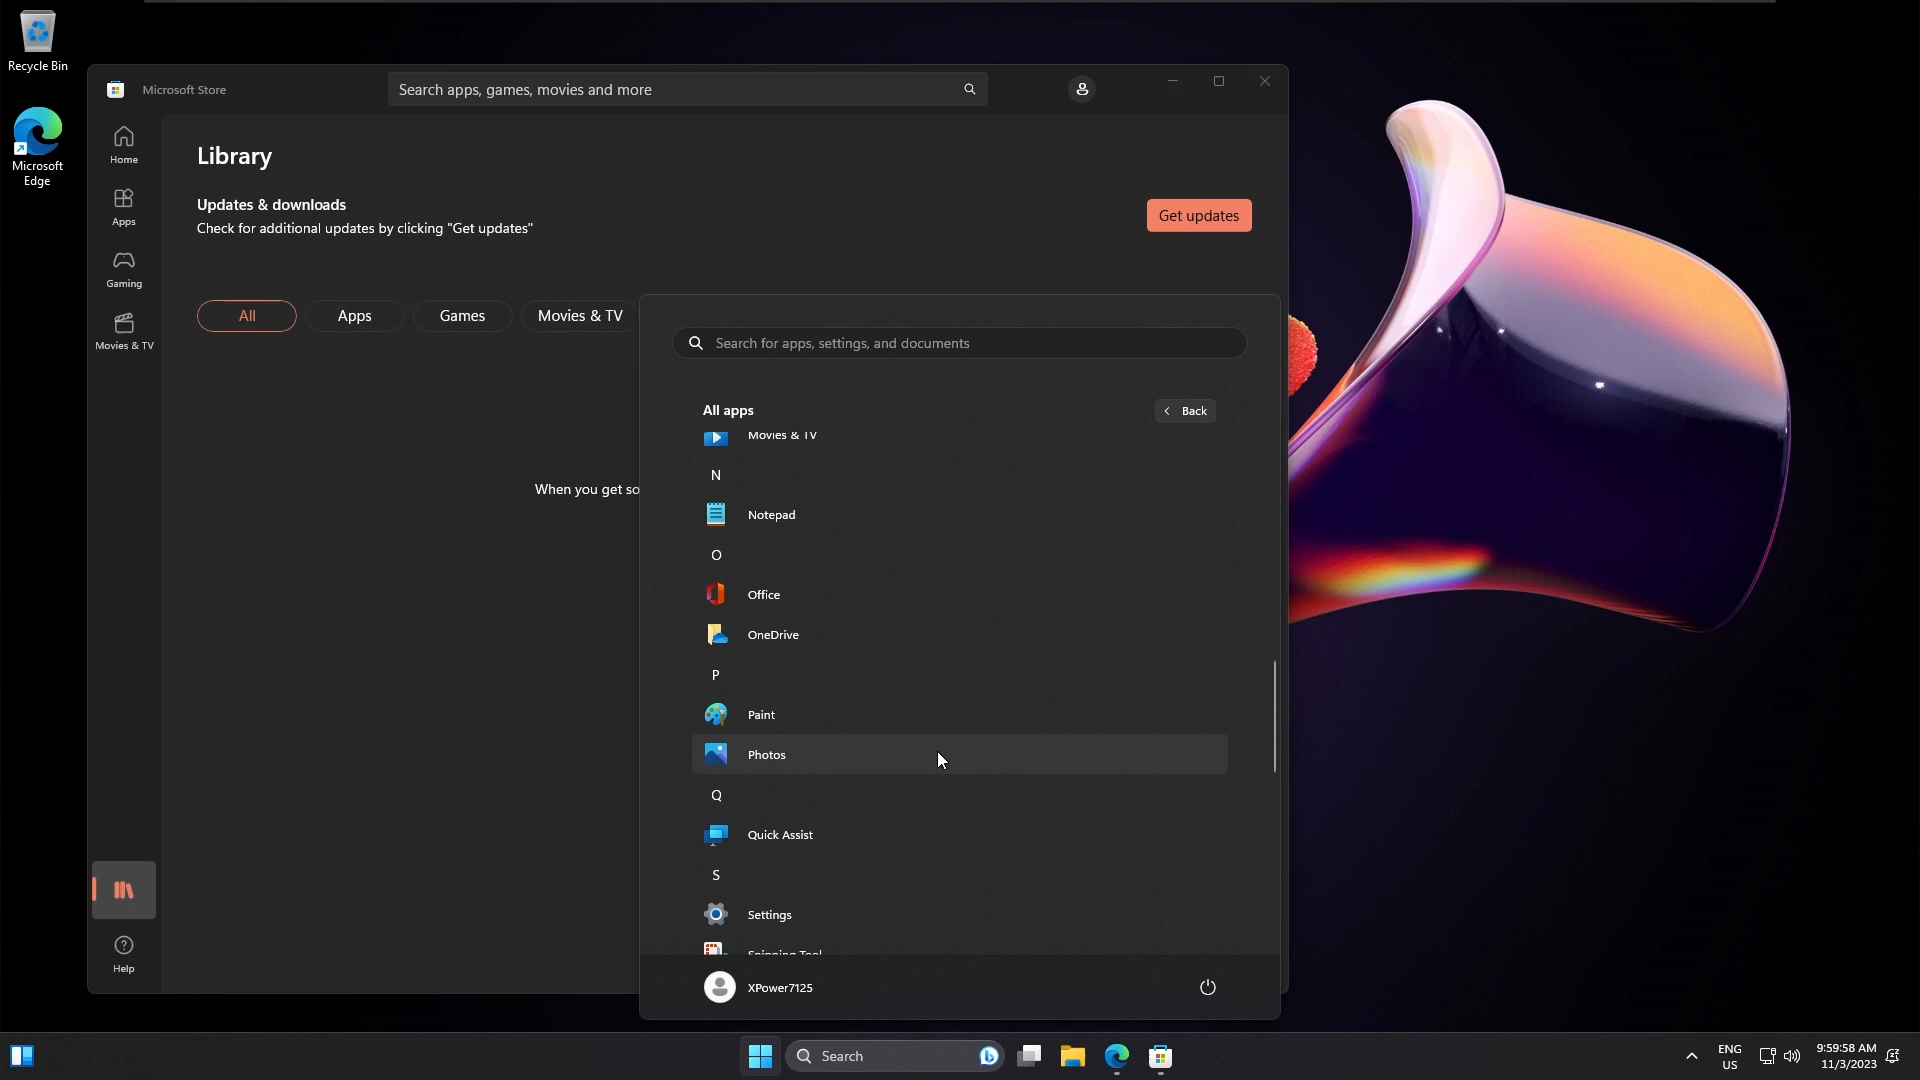 Recycle Bin
Microsoft
Edge
Microsoft Store
Search apps, games, movies and more
Home
Apps
Gaming
Movies & TV
Help
Library
Updates & downloads
Check for additional updates by clicking "Get updates"
Get updates
All
Apps
Games
Movies & TV
When you get so
Search for apps, settings, and documents
All apps
Back
Movies & TV
N
Notepad
O
Office
OneDrive
P
Paint
Photos
Q
Quick Assist
S
Settings
Snipping Tool
XPower7125
Search
ENG
US
9:59:58 AM
11/3/2023